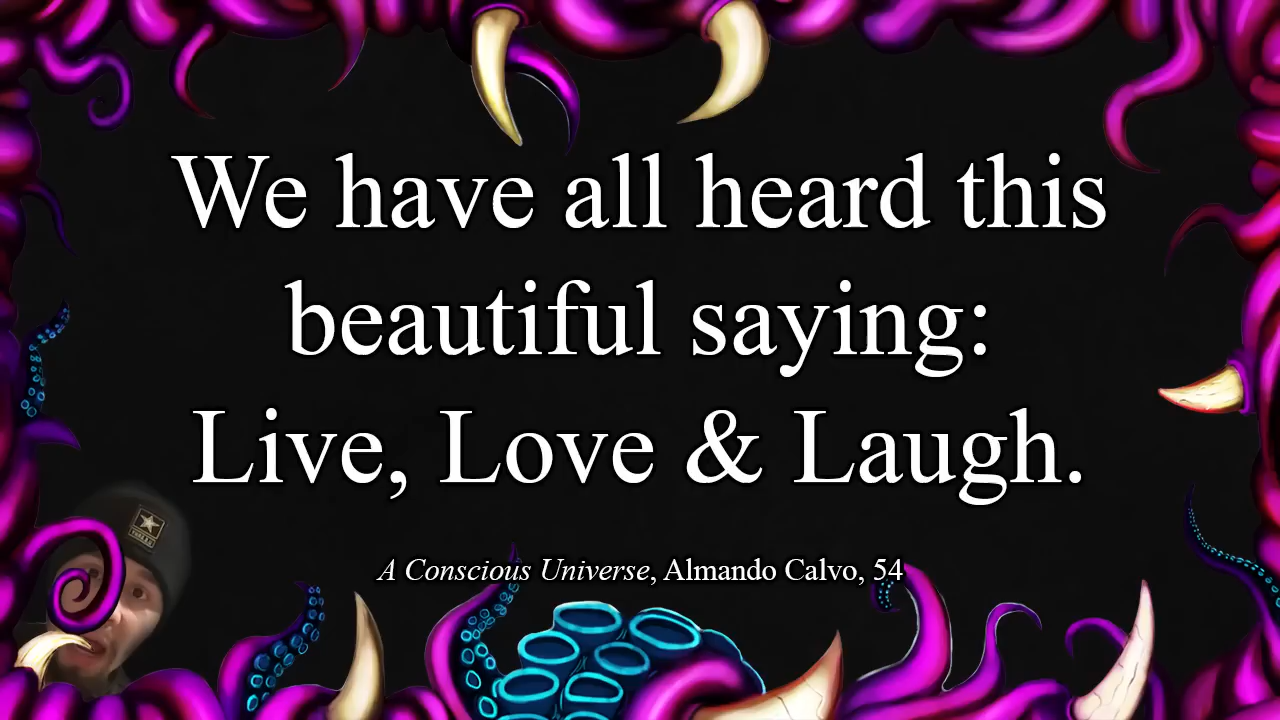 We have all heard this
beautiful saying:
Live, Love & Laugh.
A Conscious Universe, Almando Calvo, 54